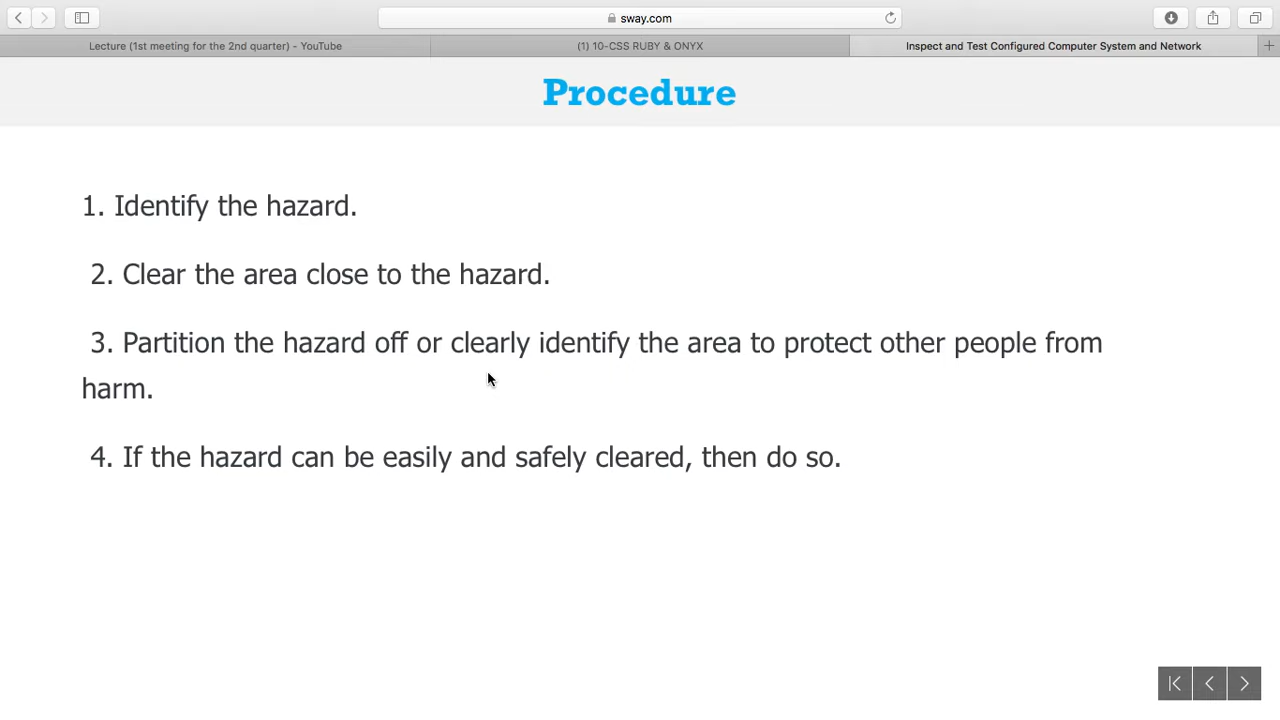 sway.com
Lecture (1st meeting for the 2nd quarter) - YouTube
(1) 10-CSS RUBY & ONYX
Inspect and Test Configured Computer System and Network
Procedure
1. Identify the hazard.
2. Clear the area close to the hazard.
3. Partition the hazard off or clearly identify the area to protect other people from
harm.
4. If the hazard can be easily and safely cleared, then do so.